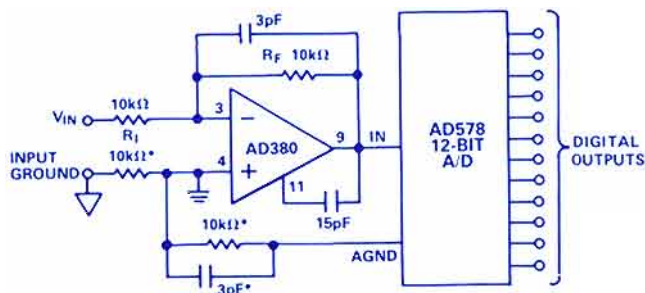 3pF
RF 10kΩ
10kΩ
VIN
RI
3
−
AD380
9
IN
AD578
12-BIT
A/D
DIGITAL
OUTPUTS
INPUT
GROUND
10kΩ*
4
+
11
15pF
10kΩ*
AGND
3pF*